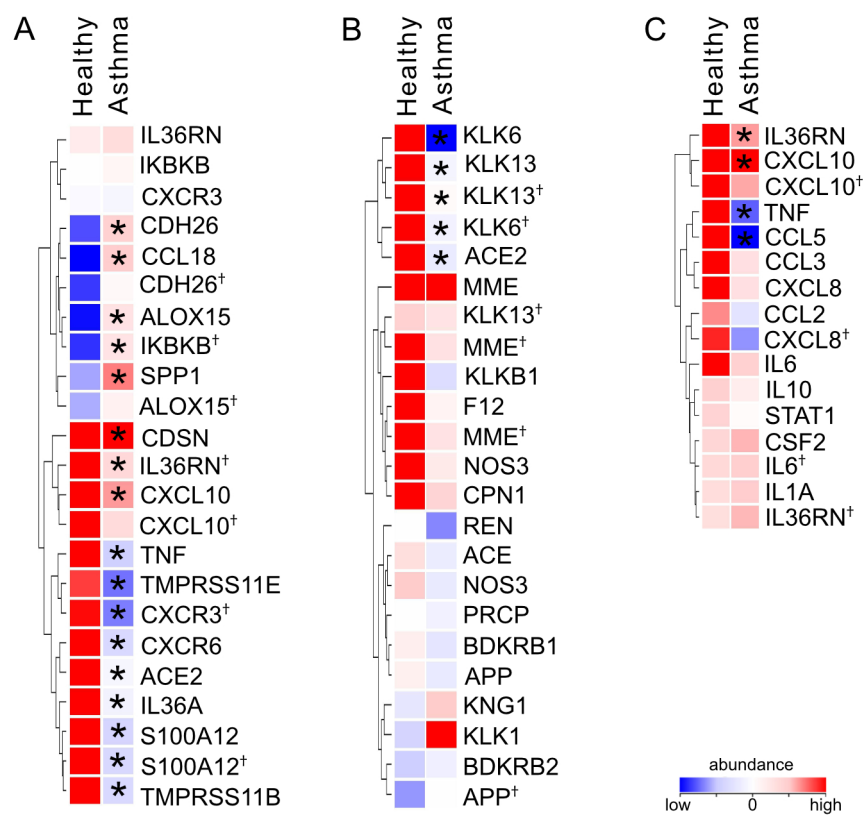 A
Healthy
Asthma
IL36RN
IKBKB
CXCR3
CDH26
*
CCL18
*
CDH26†
ALOX15
*
IKBKB†
*
SPP1
*
ALOX15†
CDSN
*
IL36RN†
*
CXCL10
*
CXCL10†
TNF
*
TMPRSS11E
*
CXCR3†
*
CXCR6
*
ACE2
*
IL36A
*
S100A12
*
S100A12†
*
TMPRSS11B
*
B
Healthy
Asthma
KLK6
*
KLK13
*
KLK13†
*
KLK6†
*
ACE2
*
MME
KLK13†
MME†
KLKB1
F12
MME†
NOS3
CPN1
REN
ACE
NOS3
PRCP
BDKRB1
APP
KNG1
KLK1
BDKRB2
APP†
C
Healthy
Asthma
IL36RN
*
CXCL10
*
CXCL10†
TNF
*
CCL5
*
CCL3
CXCL8
CCL2
CXCL8†
IL6
IL10
STAT1
CSF2
IL6†
IL1A
IL36RN†
abundance
low 0 high